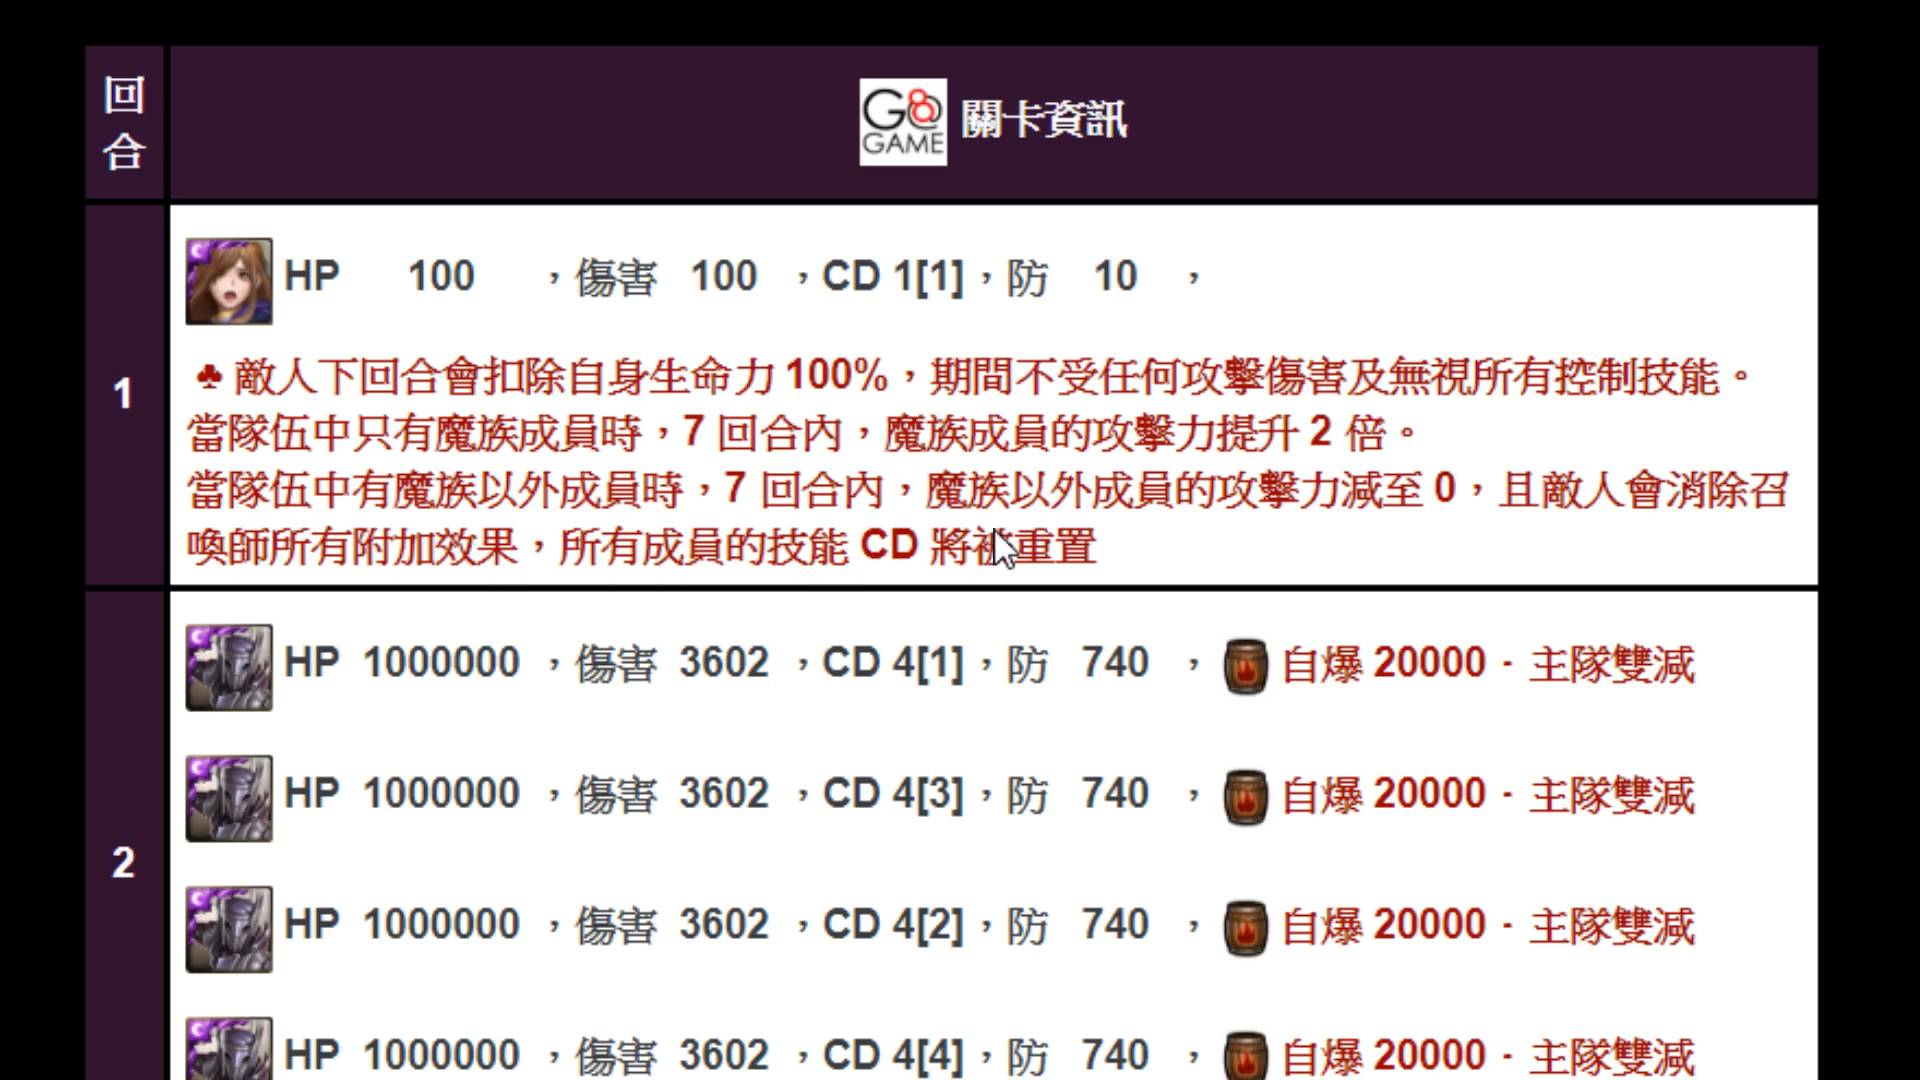 回合
G8 GAME 關卡資訊
1
HP 100 ，傷害 100 ，CD 1[1]，防 10 ，
♣ 敵人下回合會扣除自身生命力 100%，期間不受任何攻擊傷害及無視所有控制技能。
當隊伍中只有魔族成員時，7 回合內，魔族成員的攻擊力提升 2 倍。
當隊伍中有魔族以外成員時，7 回合內，魔族以外成員的攻擊力減至 0，且敵人會消除召
喚師所有附加效果，所有成員的技能 CD 將被重置
2
HP 1000000 ，傷害 3602 ，CD 4[1]，防 740 ， 自爆 20000 - 主隊雙減
HP 1000000 ，傷害 3602 ，CD 4[3]，防 740 ， 自爆 20000 - 主隊雙減
HP 1000000 ，傷害 3602 ，CD 4[2]，防 740 ， 自爆 20000 - 主隊雙減
HP 1000000 ，傷害 3602 ，CD 4[4]，防 740 ， 自爆 20000 - 主隊雙減